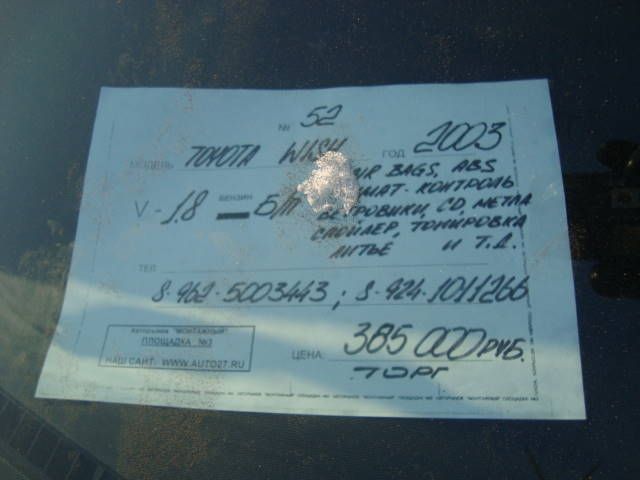 № 52
МОДЕЛЬ TOYOTA WISH ГОД 2003
AIR BAGS, ABS
V - 1,8 БЕНЗИН Б/П КЛИМАТ-КОНТРОЛЬ
ВЕТРОВИКИ, CD, МЕТЛА
СПОЙЛЕР, ТОНИРОВКА
ЛИТЬЕ И Т.Д.
ТЕЛ
8-962-5003443; 8-924-1011266
Авторынок "МОНТАЖНЫЙ"
ПЛОЩАДКА №2
НАШ САЙТ: WWW.AUTO27.RU
ЦЕНА: 385 000 РУБ.
ТОРГ